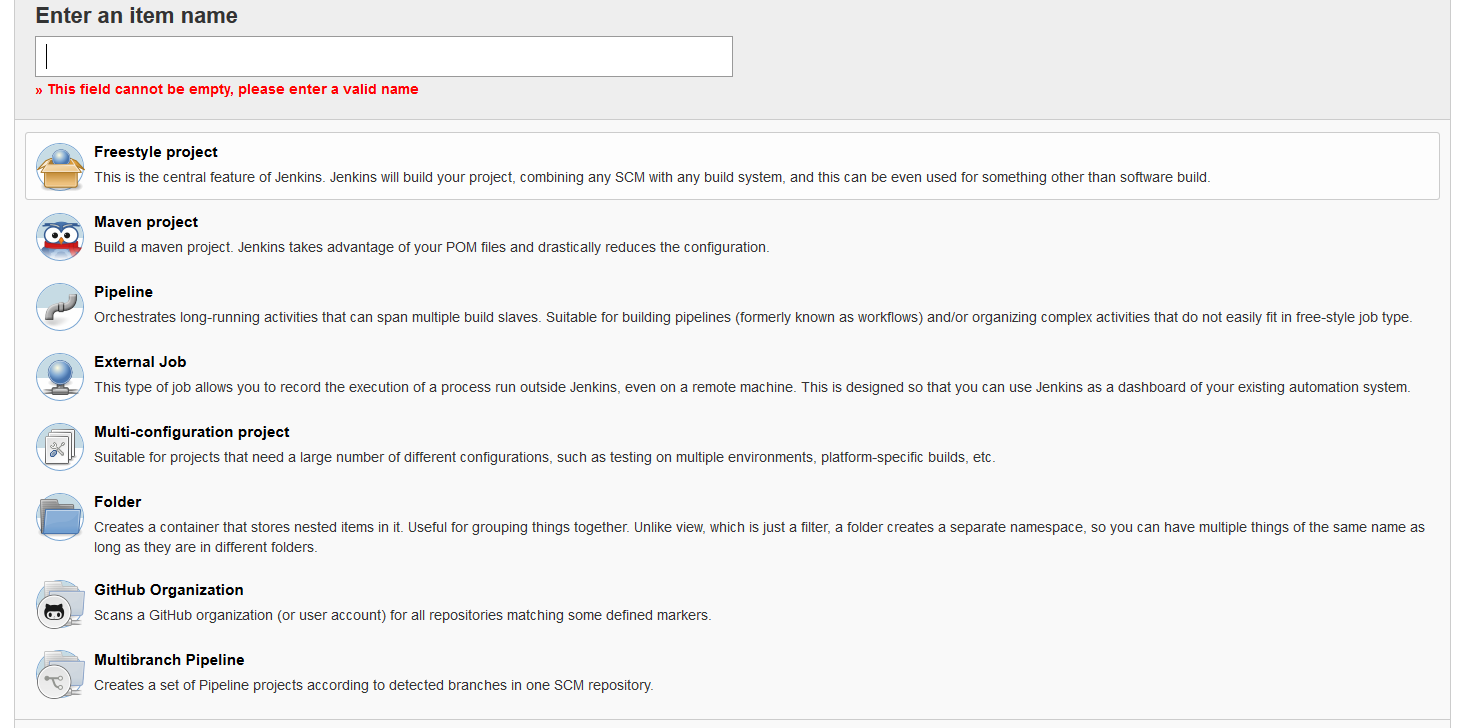 Enter an item name
» This field cannot be empty, please enter a valid name
Freestyle project
This is the central feature of Jenkins. Jenkins will build your project, combining any SCM with any build system, and this can be even used for something other than software build.
Maven project
Build a maven project. Jenkins takes advantage of your POM files and drastically reduces the configuration.
Pipeline
Orchestrates long-running activities that can span multiple build slaves. Suitable for building pipelines (formerly known as workflows) and/or organizing complex activities that do not easily fit in free-style job type.
External Job
This type of job allows you to record the execution of a process run outside Jenkins, even on a remote machine. This is designed so that you can use Jenkins as a dashboard of your existing automation system.
Multi-configuration project
Suitable for projects that need a large number of different configurations, such as testing on multiple environments, platform-specific builds, etc.
Folder
Creates a container that stores nested items in it. Useful for grouping things together. Unlike view, which is just a filter, a folder creates a separate namespace, so you can have multiple things of the same name as
long as they are in different folders.
GitHub Organization
Scans a GitHub organization (or user account) for all repositories matching some defined markers.
Multibranch Pipeline
Creates a set of Pipeline projects according to detected branches in one SCM repository.